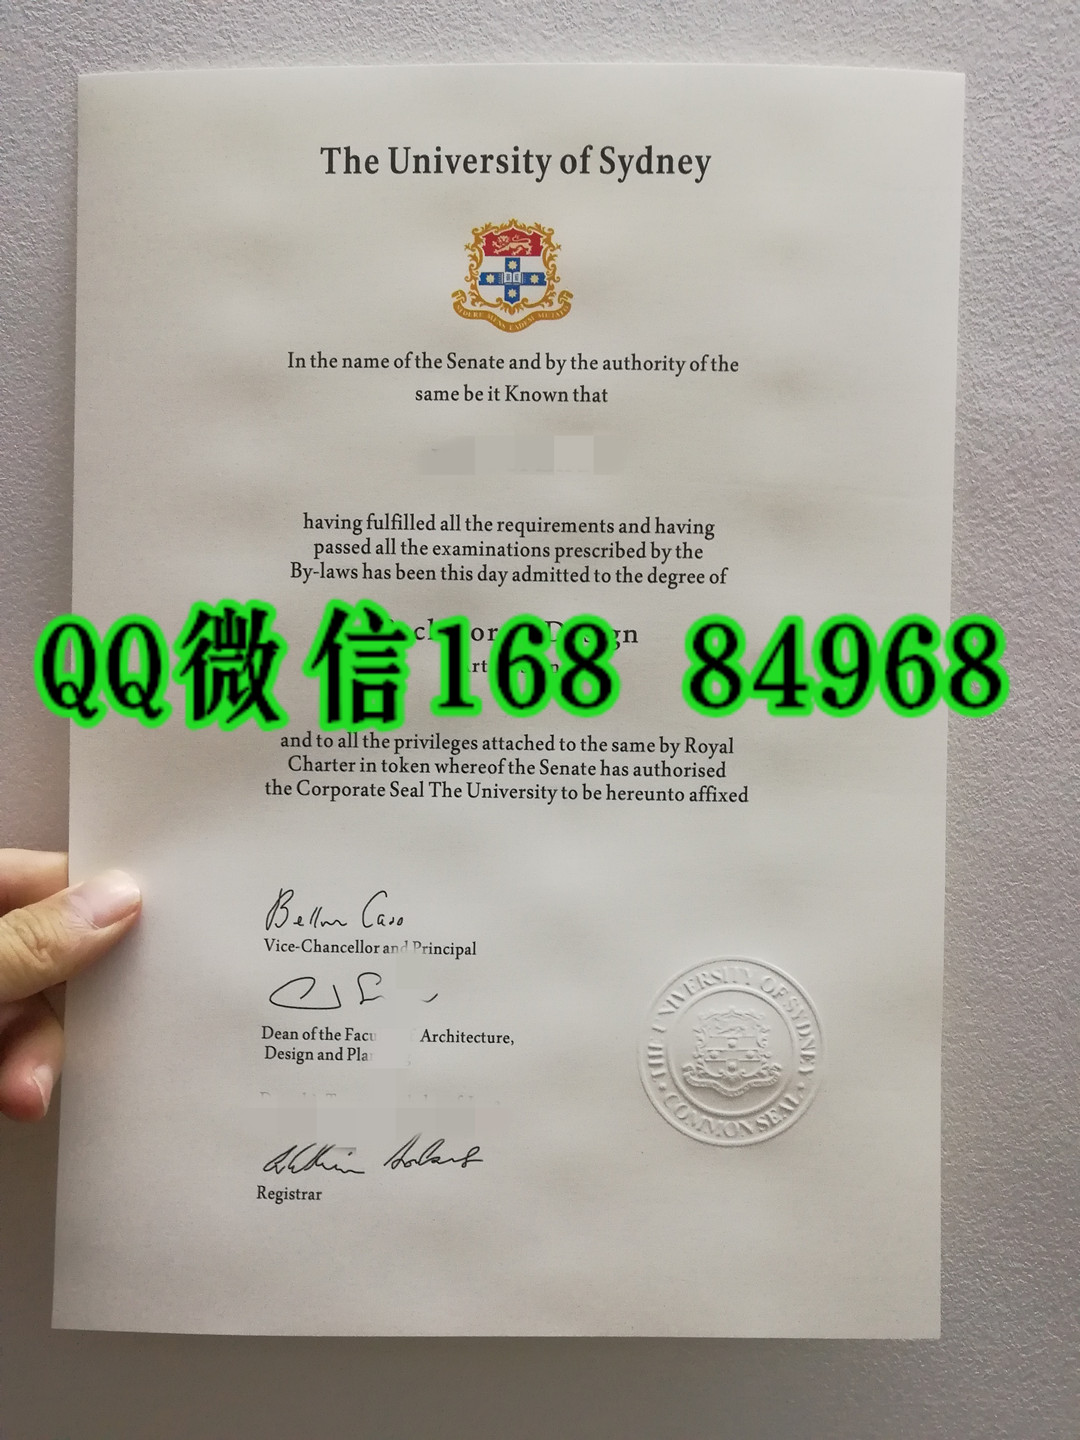 The University of Sydney
SIDERE MENS EADEM MUTATO
In the name of the Senate and by the authority of the
same be it Known that
having fulfilled all the requirements and having
passed all the examinations prescribed by the
By-laws has been this day admitted to the degree of
QQ微信168 84968
and to all the privileges attached to the same by Royal
Charter in token whereof the Senate has authorised
the Corporate Seal The University to be hereunto affixed
Vice-Chancellor and Principal
Dean of the Architecture,
Design and
Registrar
THE UNIVERSITY OF SYDNEY
COMMON SEAL